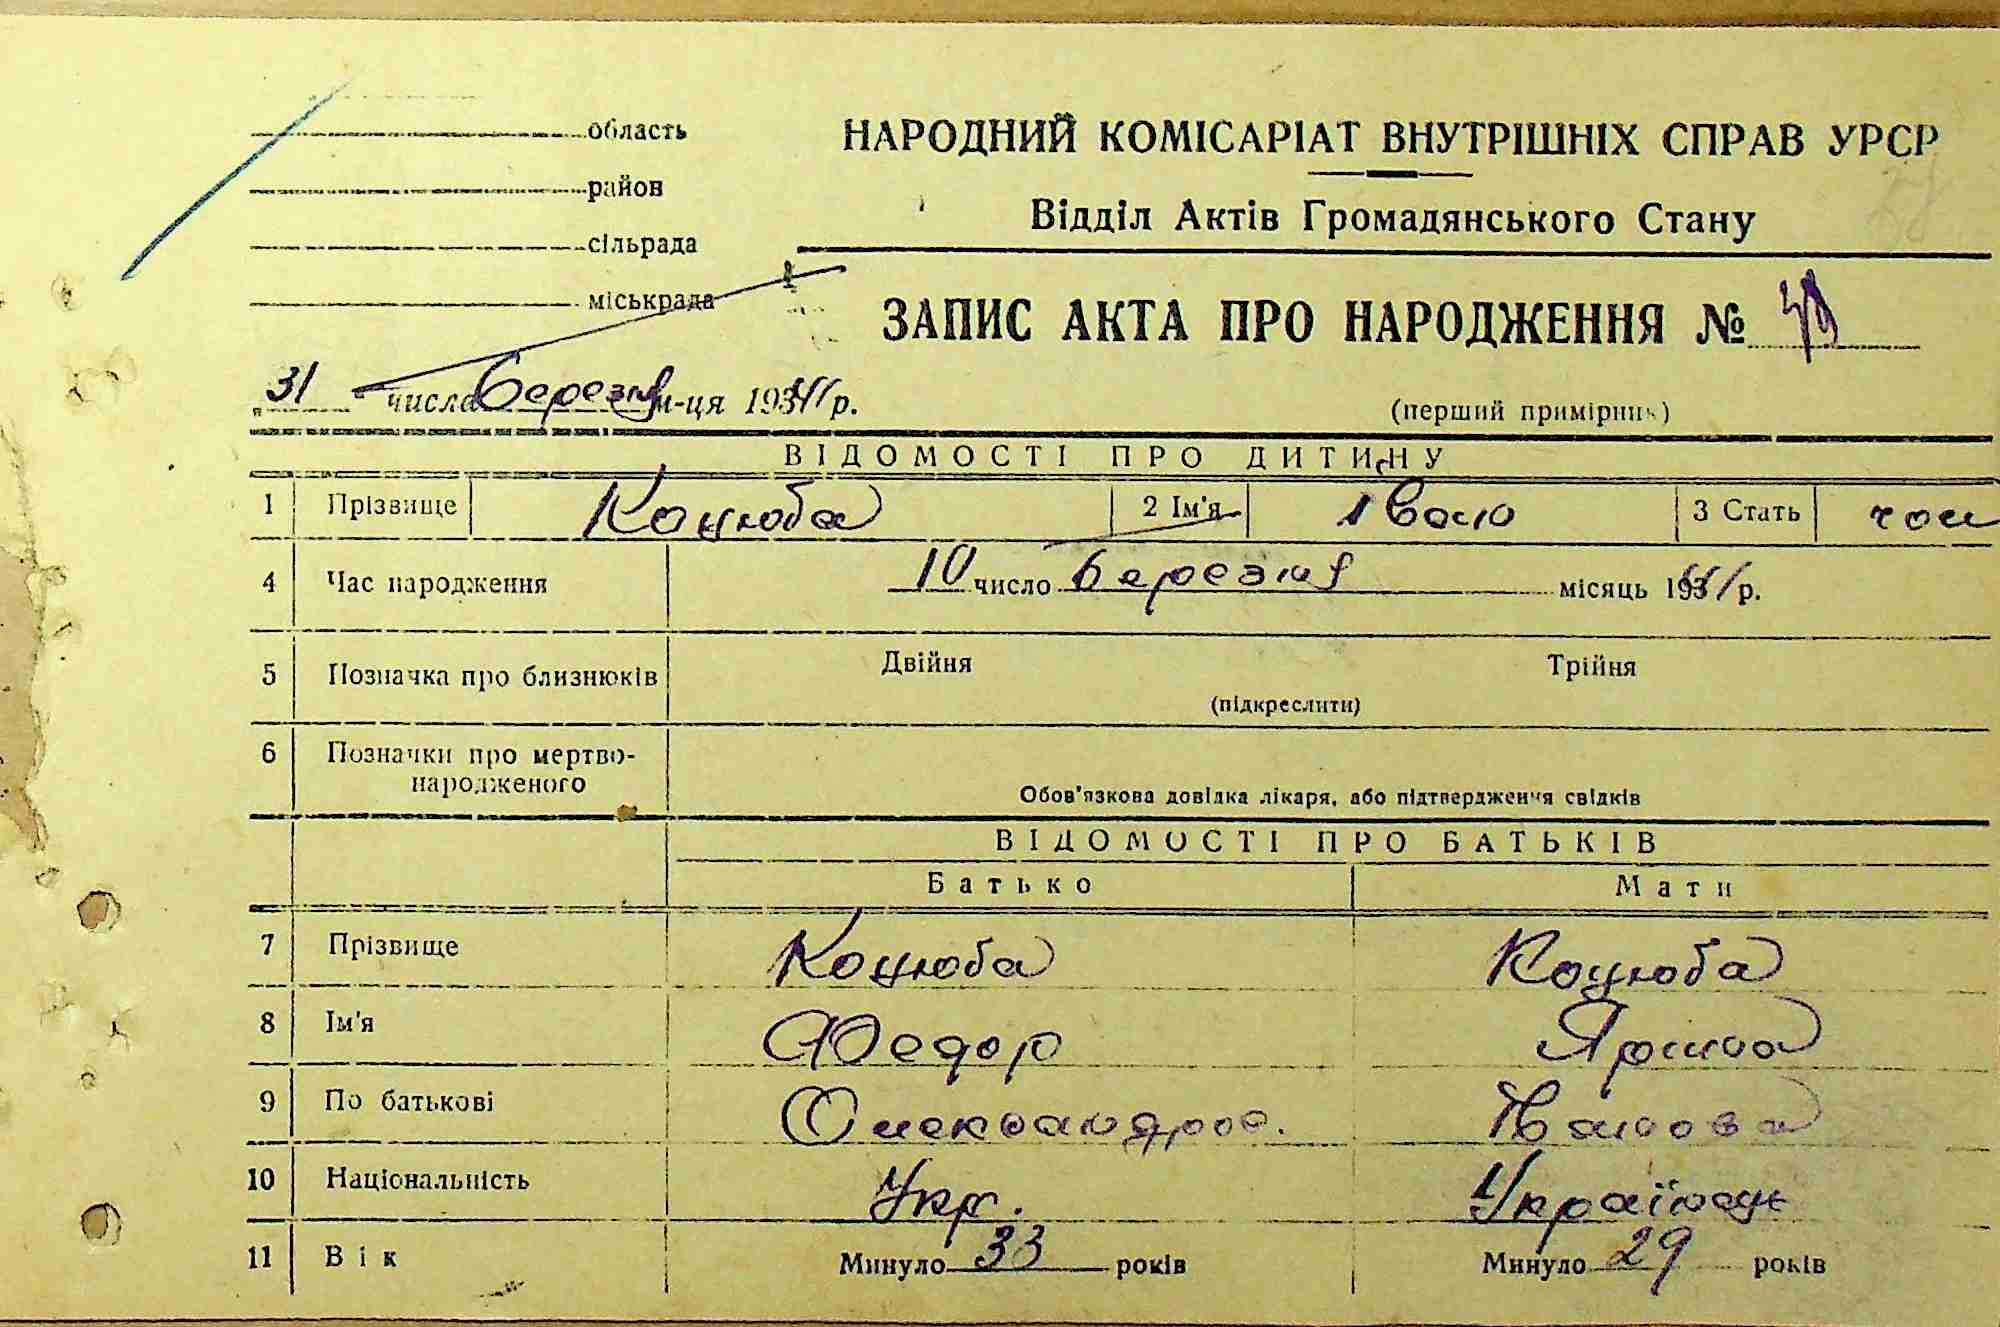 область
район
сільрада
міськрада
НАРОДНИЙ КОМІСАРІАТ ВНУТРІШНІХ СПРАВ УРСР
Відділ Актів Громадянського Стану
ЗАПИС АКТА ПРО НАРОДЖЕННЯ №
31 числа березня м-ця 1941 р.
(перший примірник)
ВІДОМОСТІ ПРО ДИТИНУ
1 Прізвище Коцюба 2 Ім'я Іван 3 Стать чол
4 Час народження 10 число березня місяць 1941 р.
5 Позначка про близнюків Двійня Трійня
(підкреслити)
6 Позначки про мертво-
народженого
Обов'язкова довідка лікаря, або підтвердження свідків
ВІДОМОСТІ ПРО БАТЬКІВ
Батько Мати
7 Прізвище Коцюба Коцюба
8 Ім'я Федор Ярина
9 По батькові Олександров. Іванова
10 Національність Укр. Українець
11 Вік Минуло 33 років Минуло 29 років